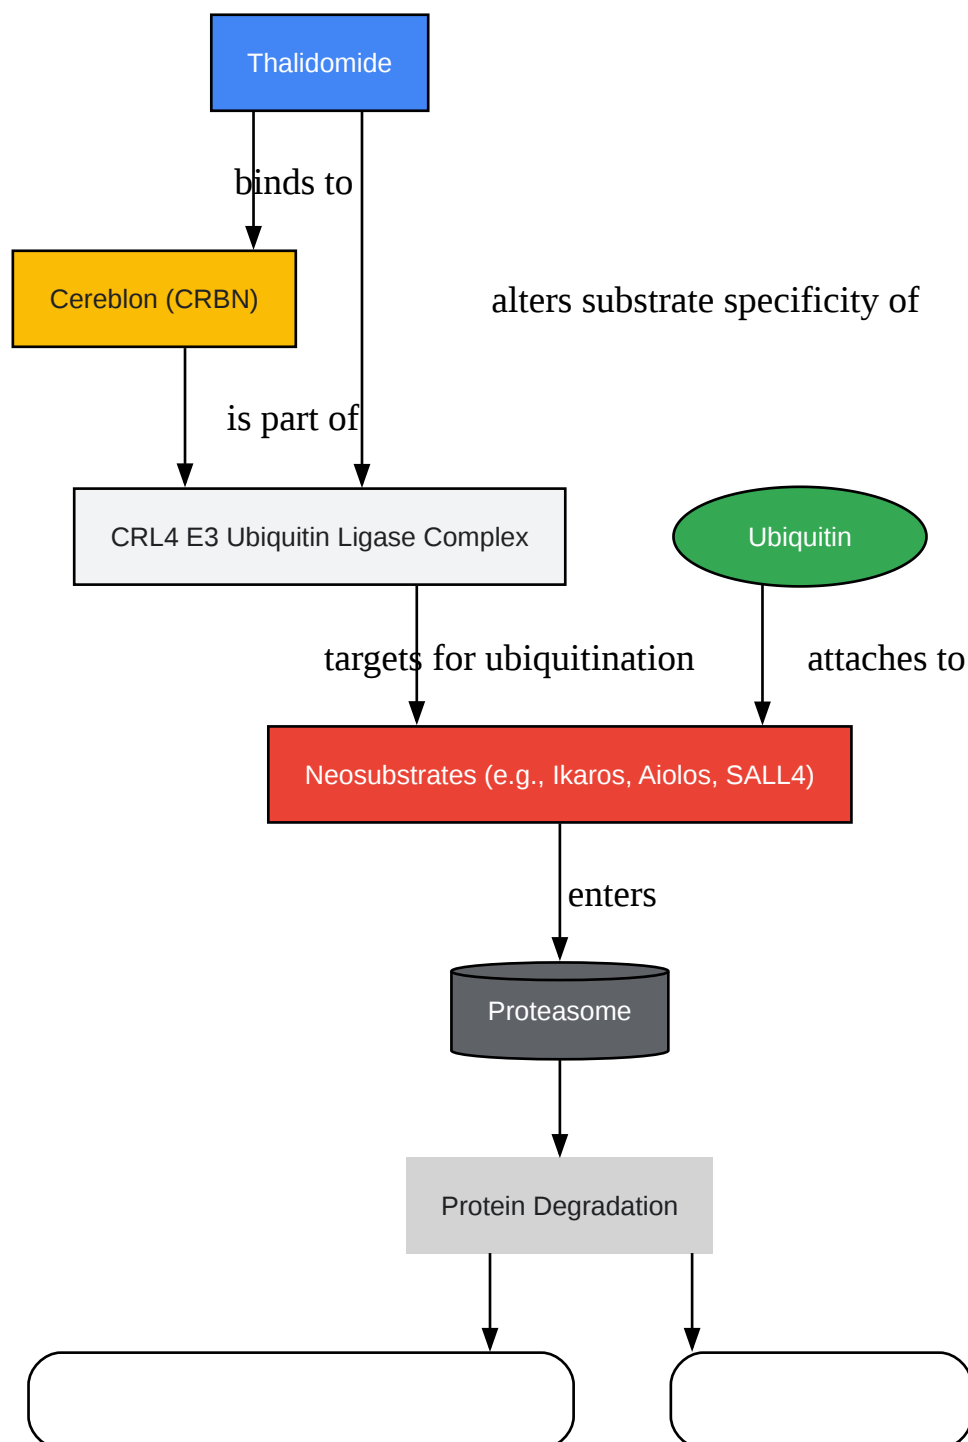 Thalidomide
binds to
Cereblon (CRBN)
alters substrate specificity of
is part of
CRL4 E3 Ubiquitin Ligase Complex
Ubiquitin
targets for ubiquitination
attaches to
Neosubstrates (e.g., Ikaros, Aiolos, SALL4)
enters
Proteasome
Protein Degradation